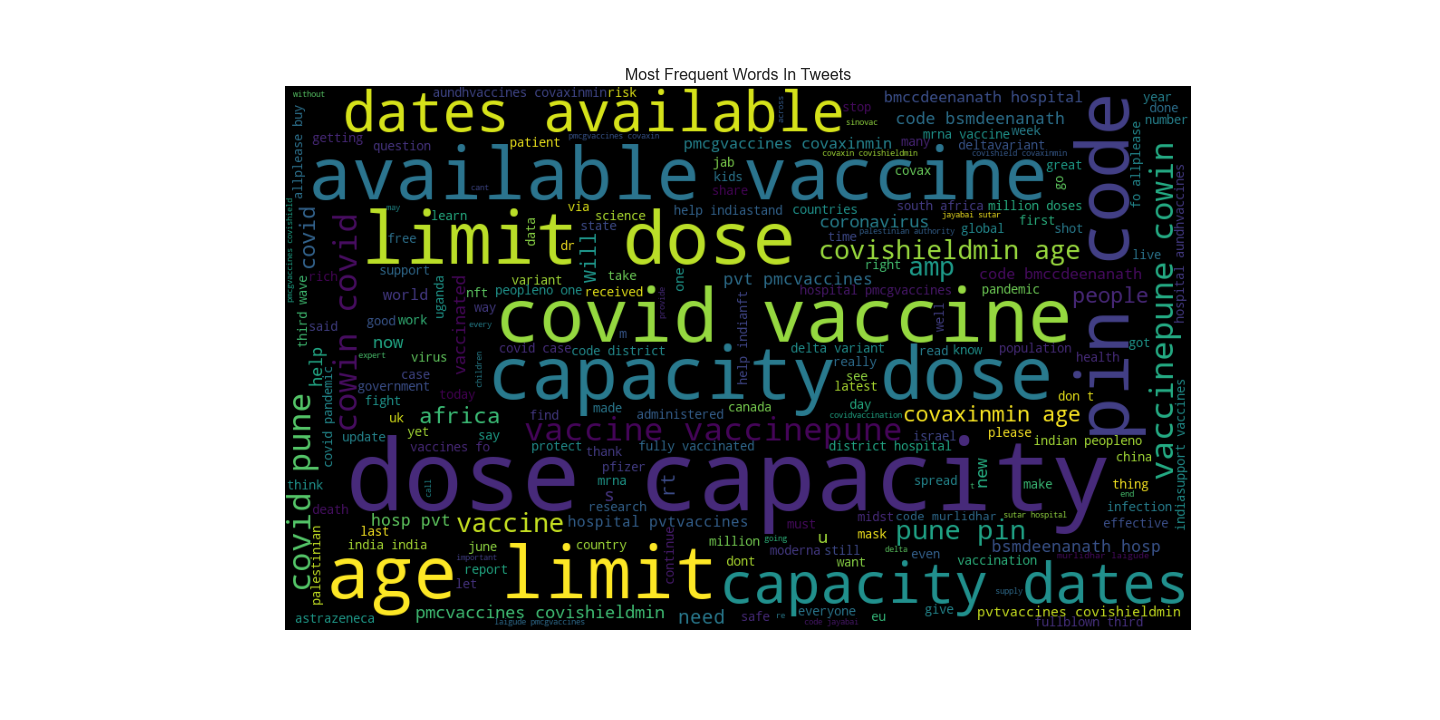 Most Frequent Words In Tweets
without
aundhvaccines covaxinmin
risk
across
stop
bmccdeenanath hospital
year
done
number
dates available
sinovac
code bsmdeenanath
code
allplease buy
getting
question
patient
pmcgvaccines covaxin
pmcgvaccines covaxinmin
many
mrna vaccine
week
deltavariant
fo allplease
cowin
available vaccine
jab
kids
share
covaxin covishieldmin
covax
covishield covaxinmin
great
go
cant
hospital aundhvaccines
pmcgvaccines covishield
covid
may
learn
free
via
science
state
data
dr
help indiastand
countries
coronavirus
south africa
jayabai sutar
million doses
first
shot
global
palestinian authority
time
limit dose
will
covishieldmin age
live
cowin covid
support
rich
variant
take
one
pvt pmcvaccines
right
amp
code bmccdeenanath
third wave
world
uganda
nft
peopleno one
received
provide
hospital pmcgvaccines
pandemic
people
pin
vaccinepune
said
good
work
vaccinated
way
every
m
covid vaccine
help indianft
well
now
virus
covid case
code district
delta variant
read
know
population
got
help
expert
case
government
children
really
see
latest
health
covid pandemic
fight
today
capacity dose
day
don t
covid pune
uk
africa
made
find
administered
canada
covidvaccination
covaxinmin age
update
yet
say
vaccine vaccinepune
israel
please
indian peopleno
vaccines fo
protect
thank
fully vaccinated
district hospital
china
indiasupport vaccines
think
call
pfizer
mrna
rt
dose capacity
spread
new
t
make
thing
end
infection
death
s
research
hosp pvt
vaccine
hospital pvtvaccines
must
midst
code murlidhar
sutar hospital
effective
last
palestinian
u
mask
pune pin
india india
june
important
country
going
continue
million
moderna
still
delta
even
bsmdeenanath hosp
murlidhar laigude
report
let
dont
want
vaccination
age limit
capacity dates
supply
astrazeneca
pmcvaccines covishieldmin
laigude pmcgvaccines
need
safe
re
everyone
code jayabai
eu
give
pvtvaccines covishieldmin
fullblown third